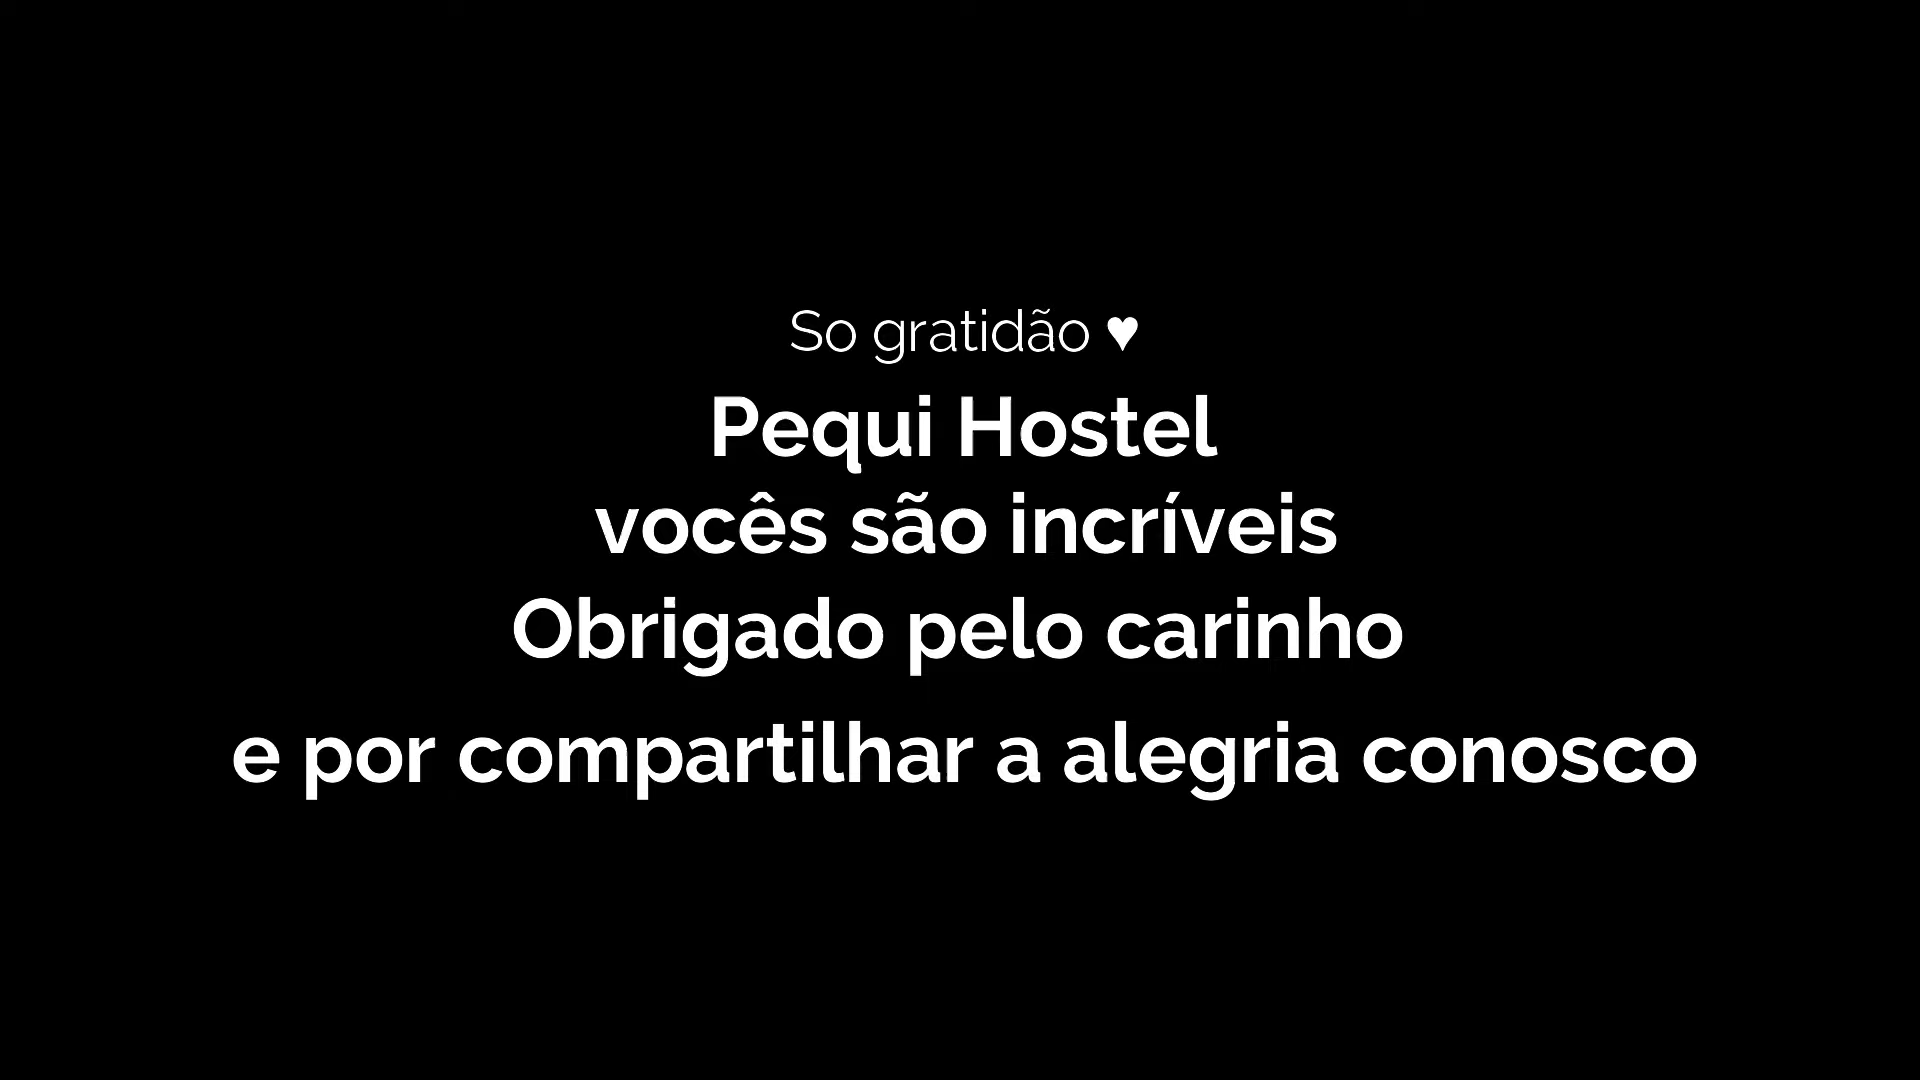 So gratidão ♥
Pequi Hostel
vocês são incríveis
Obrigado pelo carinho
e por compartilhar a alegria conosco